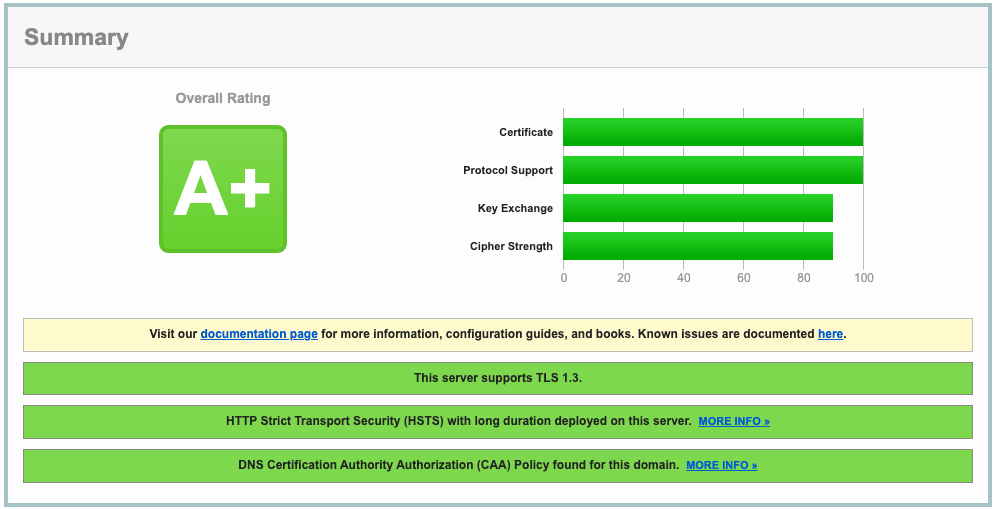 Summary
Overall Rating
A+
Certificate
Protocol Support
Key Exchange
Cipher Strength
0 20 40 60 80 100
Visit our documentation page for more information, configuration guides, and books. Known issues are documented here.
This server supports TLS 1.3.
HTTP Strict Transport Security (HSTS) with long duration deployed on this server. MORE INFO »
DNS Certification Authority Authorization (CAA) Policy found for this domain. MORE INFO »